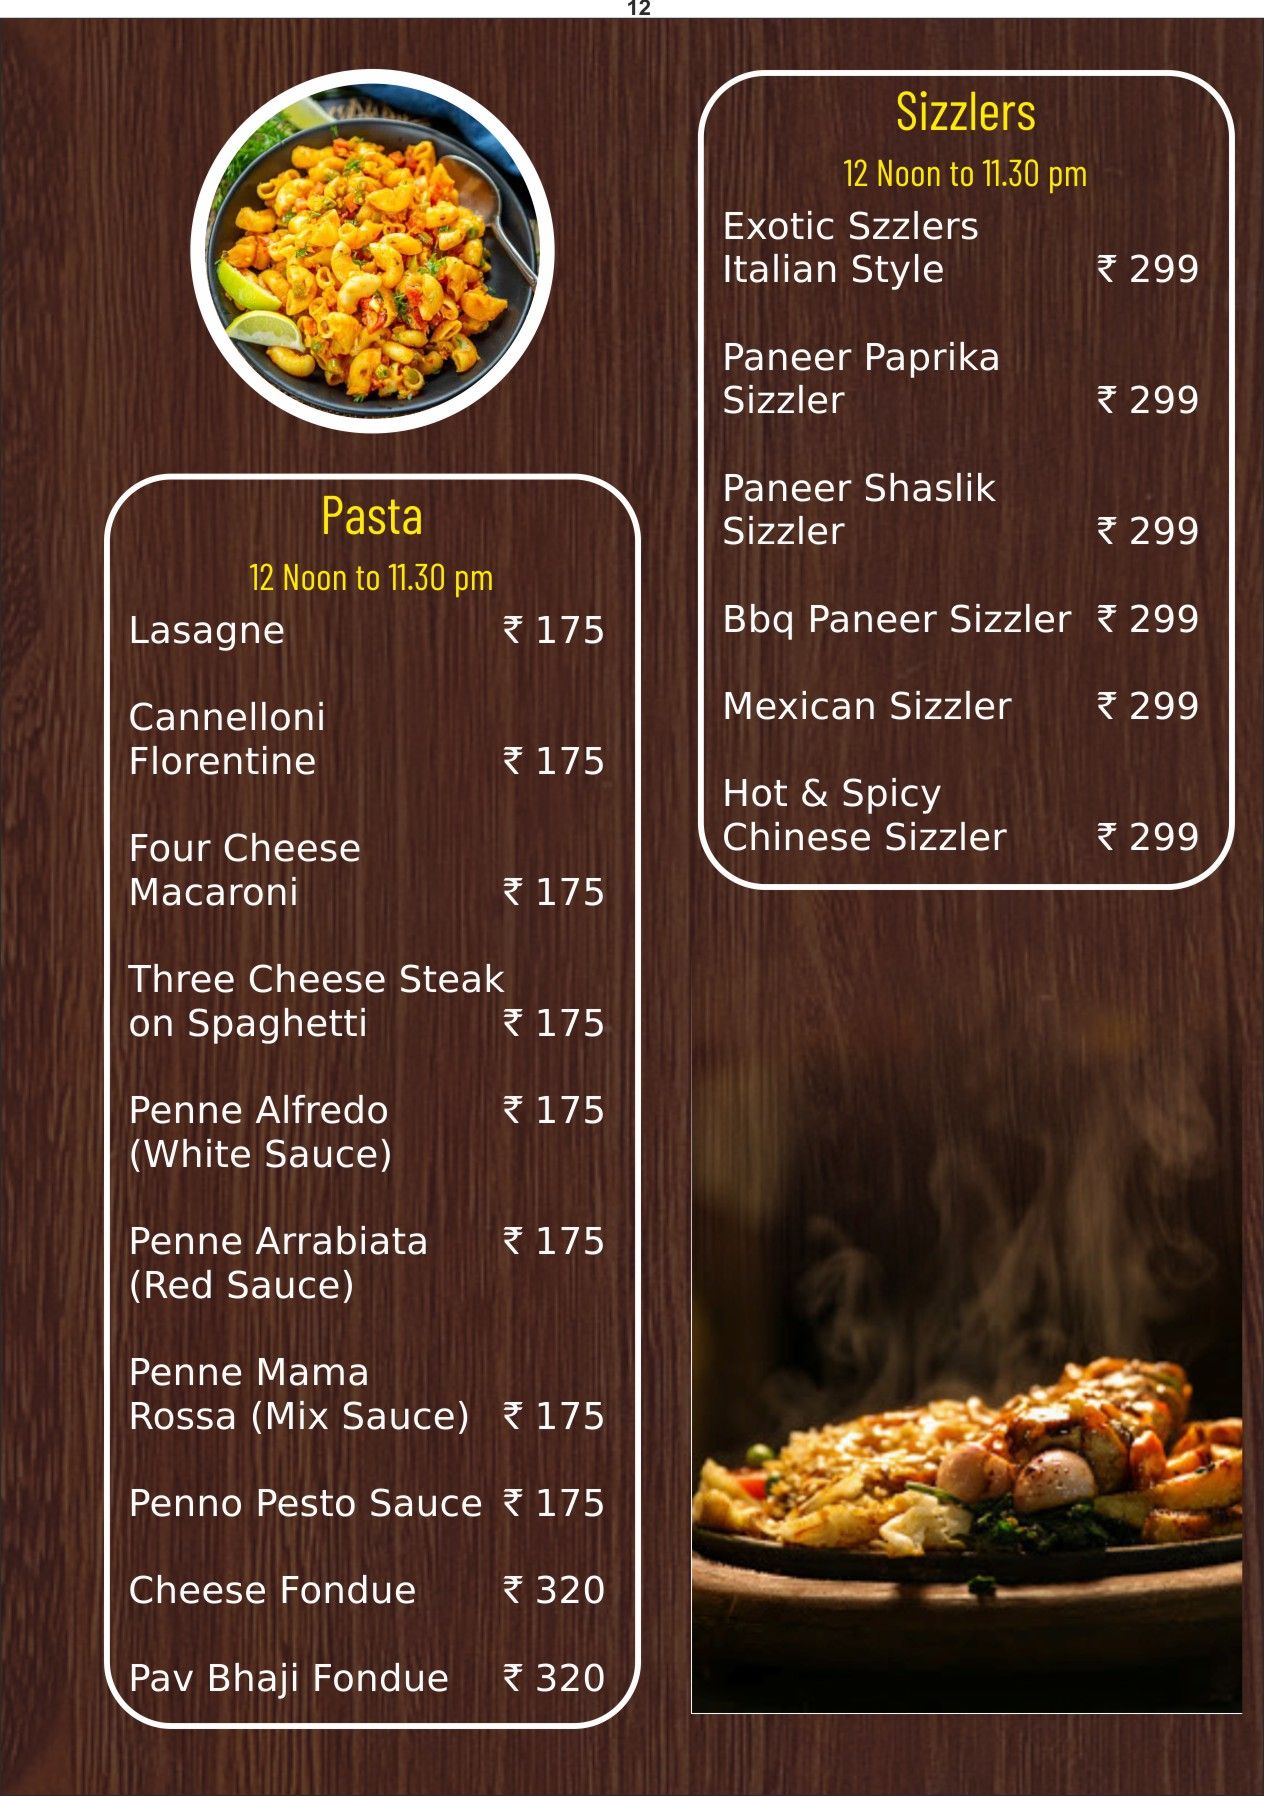 12
Pasta
12 Noon to 11.30 pm
Lasagne ₹ 175
Cannelloni
Florentine ₹ 175
Four Cheese
Macaroni ₹ 175
Three Cheese Steak
on Spaghetti ₹ 175
Penne Alfredo ₹ 175
(White Sauce)
Penne Arrabiata ₹ 175
(Red Sauce)
Penne Mama
Rossa (Mix Sauce) ₹ 175
Penno Pesto Sauce ₹ 175
Cheese Fondue ₹ 320
Pav Bhaji Fondue ₹ 320
Sizzlers
12 Noon to 11.30 pm
Exotic Szzlers
Italian Style ₹ 299
Paneer Paprika
Sizzler ₹ 299
Paneer Shaslik
Sizzler ₹ 299
Bbq Paneer Sizzler ₹ 299
Mexican Sizzler ₹ 299
Hot & Spicy
Chinese Sizzler ₹ 299